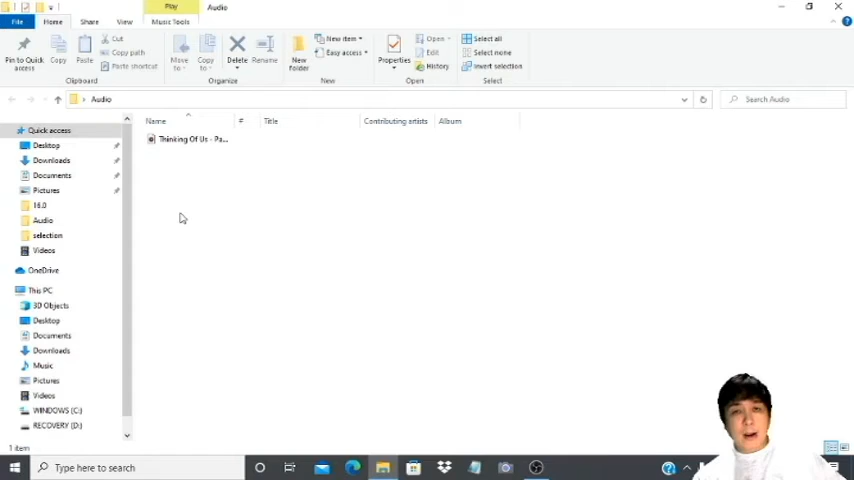 Play Audio
File Home Share View Music Tools
Pin to Quick access
Copy
Paste
Cut
Copy path
Paste shortcut
Clipboard
Move to
Copy to
Delete
Rename
Organize
New folder
New item
Easy access
New
Properties
Open
Edit
History
Open
Select all
Select none
Invert selection
Select
Audio
Search Audio
Name # Title Contributing artists Album
Thinking Of Us - Pa...
Quick access
Desktop
Downloads
Documents
Pictures
16.0
Audio
selection
Videos
OneDrive
This PC
3D Objects
Desktop
Documents
Downloads
Music
Pictures
Videos
WINDOWS (C:)
RECOVERY (D:)
1 item
Type here to search